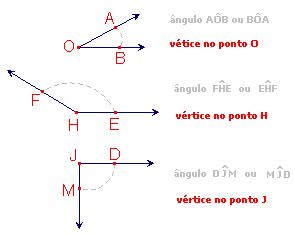 A
O
B
ângulo AÔB ou BÔA
vétice no ponto O
F
H
E
ângulo FĤE ou EĤF
vértice no ponto H
J
D
M
ângulo DĴM ou MĴD
vértice no ponto J